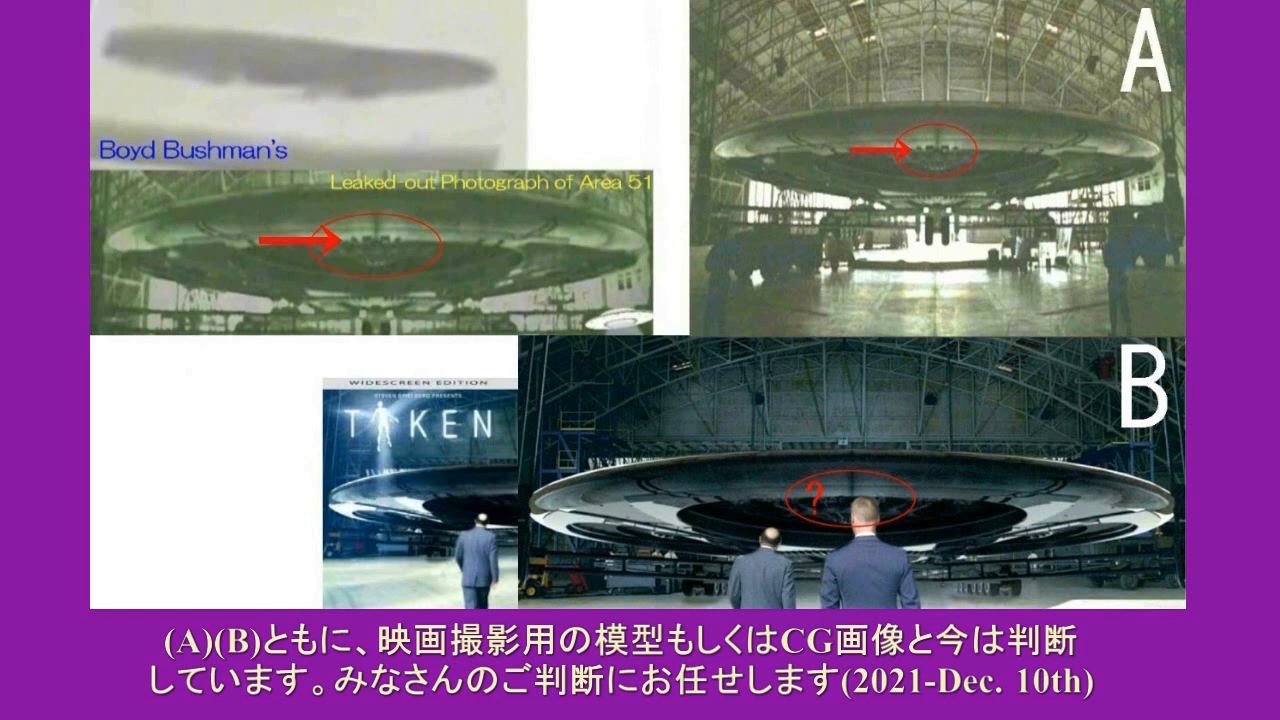 Boyd Bushman's
Leaked-out Photograph of Area 51
A
WIDESCREEN EDITION
STEVEN SPIELBERG PRESENTS
TAKEN
B
?
(A)(B)ともに、映画撮影用の模型もしくはCG画像と今は判断
しています。みなさんのご判断にお任せします(2021-Dec. 10th)